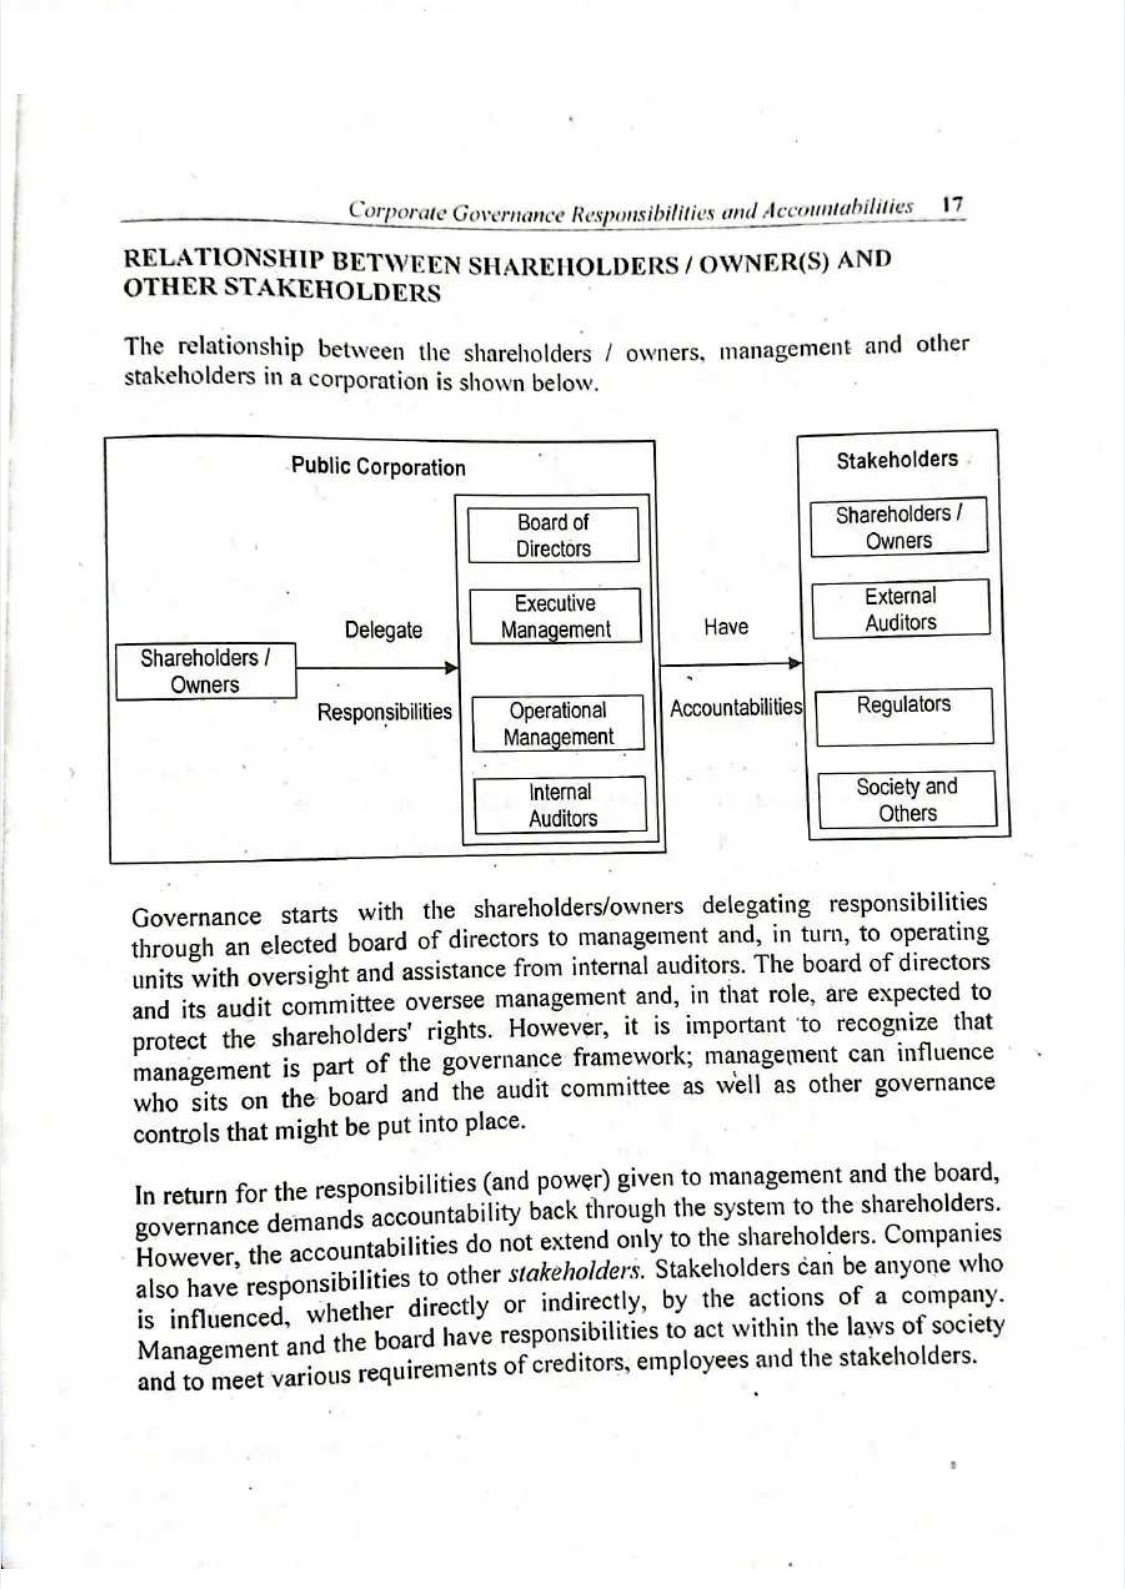 Corporate Governance Responsibilities and Accountabilities 17
RELATIONSHIP BETWEEN SHAREHOLDERS / OWNER(S) AND
OTHER STAKEHOLDERS
The relationship between the shareholders / owners, management and other
stakeholders in a corporation is shown below.
Public Corporation
Shareholders /
Owners
Delegate
Responsibilities
Board of
Directors
Executive
Management
Operational
Management
Internal
Auditors
Have
Accountabilities
Stakeholders
Shareholders /
Owners
External
Auditors
Regulators
Society and
Others
Governance starts with the shareholders/owners delegating responsibilities
through an elected board of directors to management and, in turn, to operating
units with oversight and assistance from internal auditors. The board of directors
and its audit committee oversee management and, in that role, are expected to
protect the shareholders' rights. However, it is important to recognize that
management is part of the governance framework; management can influence
who sits on the board and the audit committee as well as other governance
controls that might be put into place.
In return for the responsibilities (and power) given to management and the board,
governance demands accountability back through the system to the shareholders.
However, the accountabilities do not extend only to the shareholders. Companies
also have responsibilities to other stakeholders. Stakeholders can be anyone who
is influenced, whether directly or indirectly, by the actions of a company.
Management and the board have responsibilities to act within the laws of society
and to meet various requirements of creditors, employees and the stakeholders.